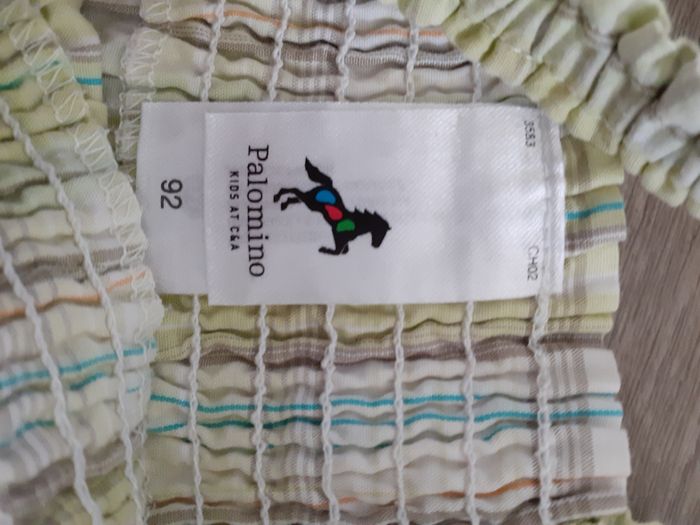 Palomino
KIDS AT C&A
92
3583
CH02